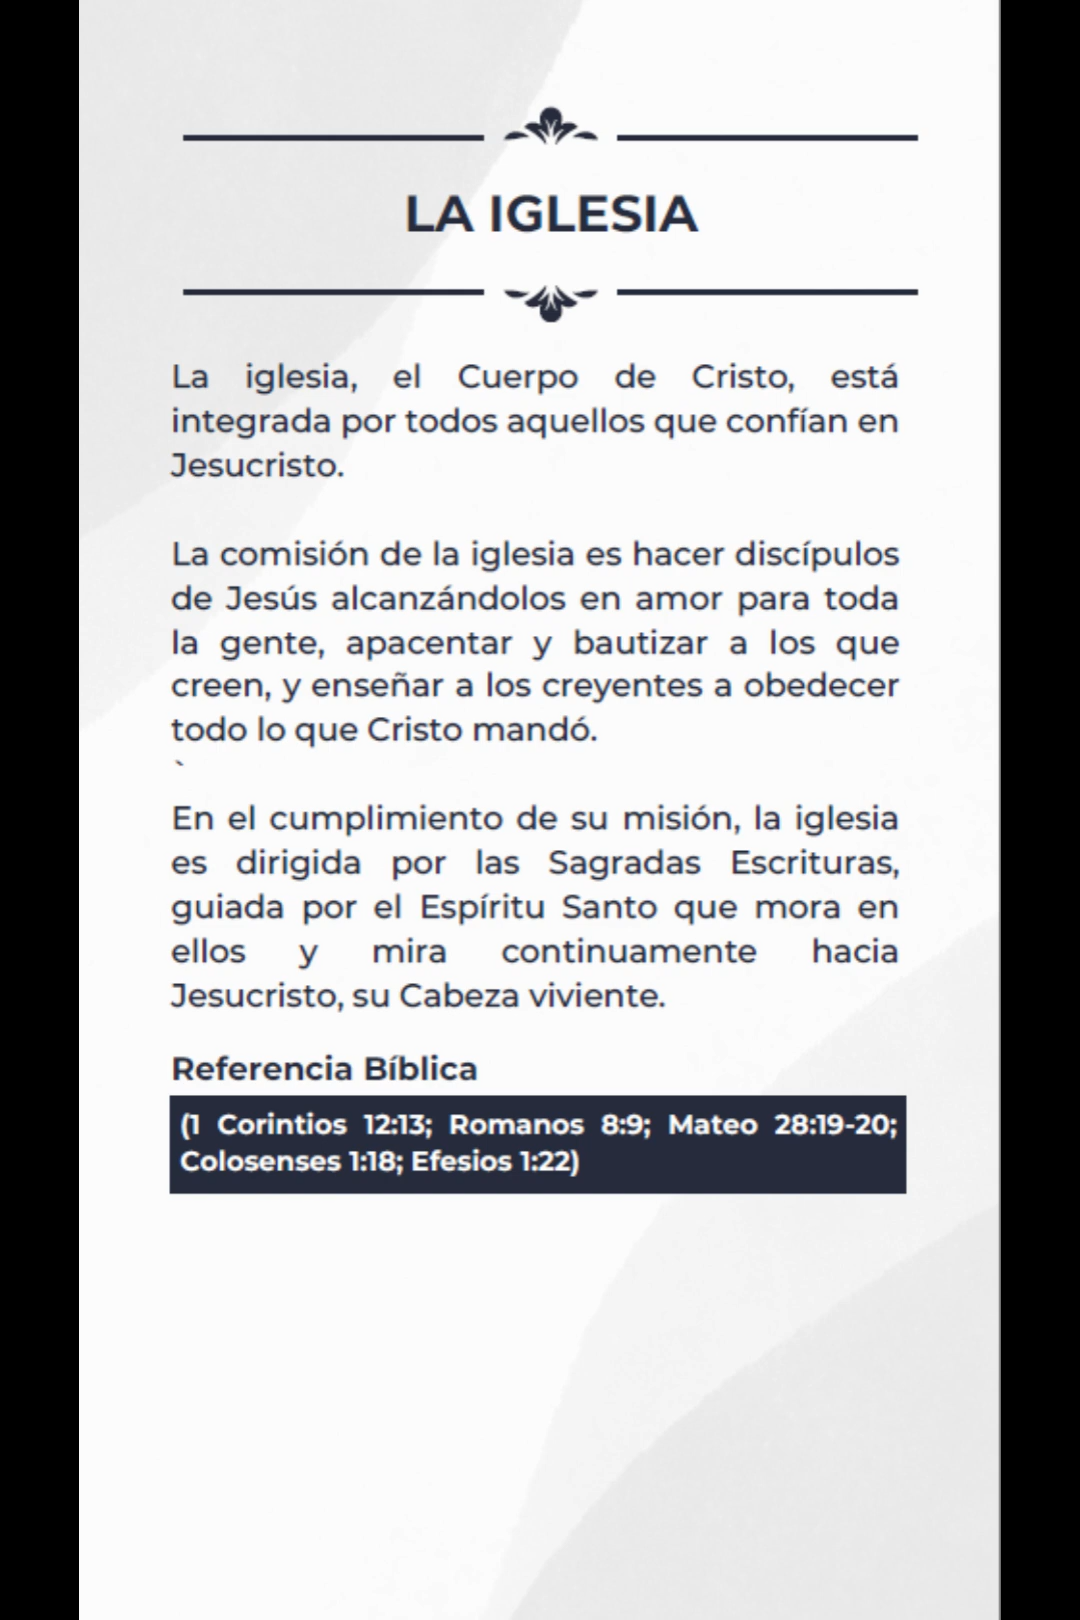 LA IGLESIA
La iglesia, el Cuerpo de Cristo, está
integrada por todos aquellos que confían en
Jesucristo.
La comisión de la iglesia es hacer discípulos
de Jesús alcanzándolos en amor para toda
la gente, apacentar y bautizar a los que
creen, y enseñar a los creyentes a obedecer
todo lo que Cristo mandó.
`
En el cumplimiento de su misión, la iglesia
es dirigida por las Sagradas Escrituras,
guiada por el Espíritu Santo que mora en
ellos y mira continuamente hacia
Jesucristo, su Cabeza viviente.
Referencia Bíblica
(1 Corintios 12:13; Romanos 8:9; Mateo 28:19-20;
Colosenses 1:18; Efesios 1:22)